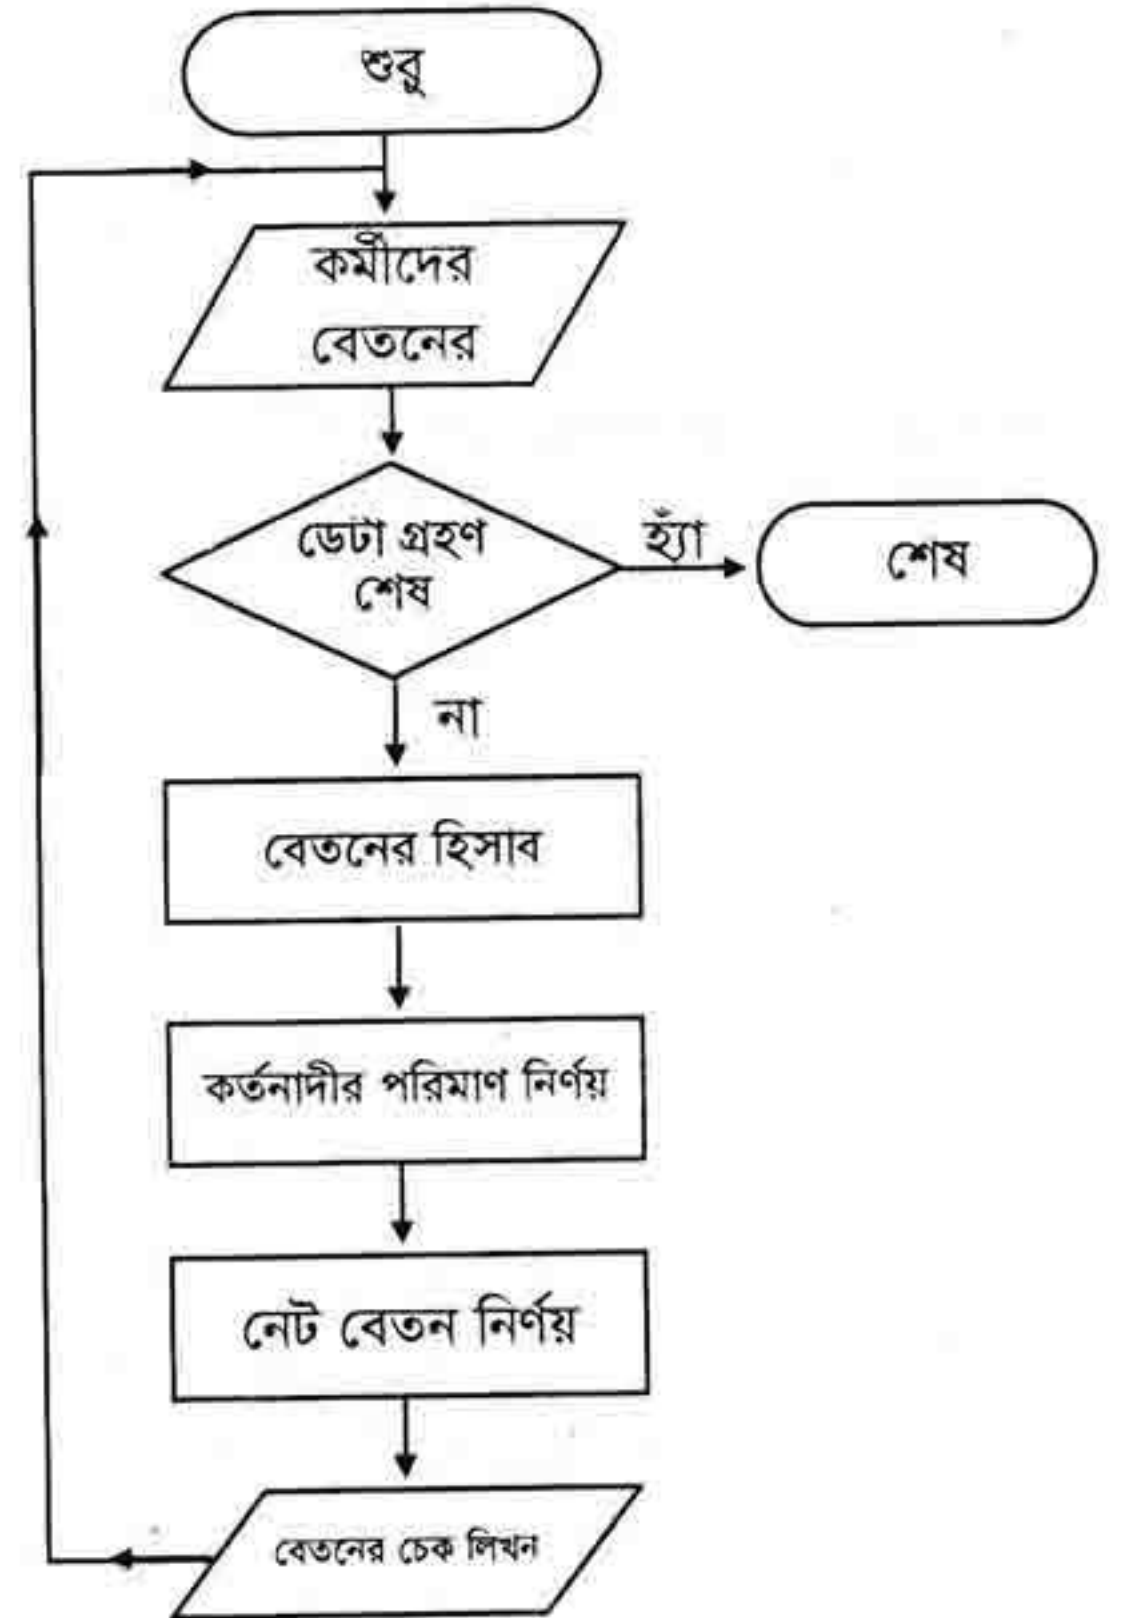 শুরু
কর্মীদের
বেতনের
ডেটা গ্রহণ
শেষ
হ্যাঁ
শেষ
না
বেতনের হিসাব
কর্তনাদীর পরিমাণ নির্ণয়
নেট বেতন নির্ণয়
বেতনের চেক লিখন